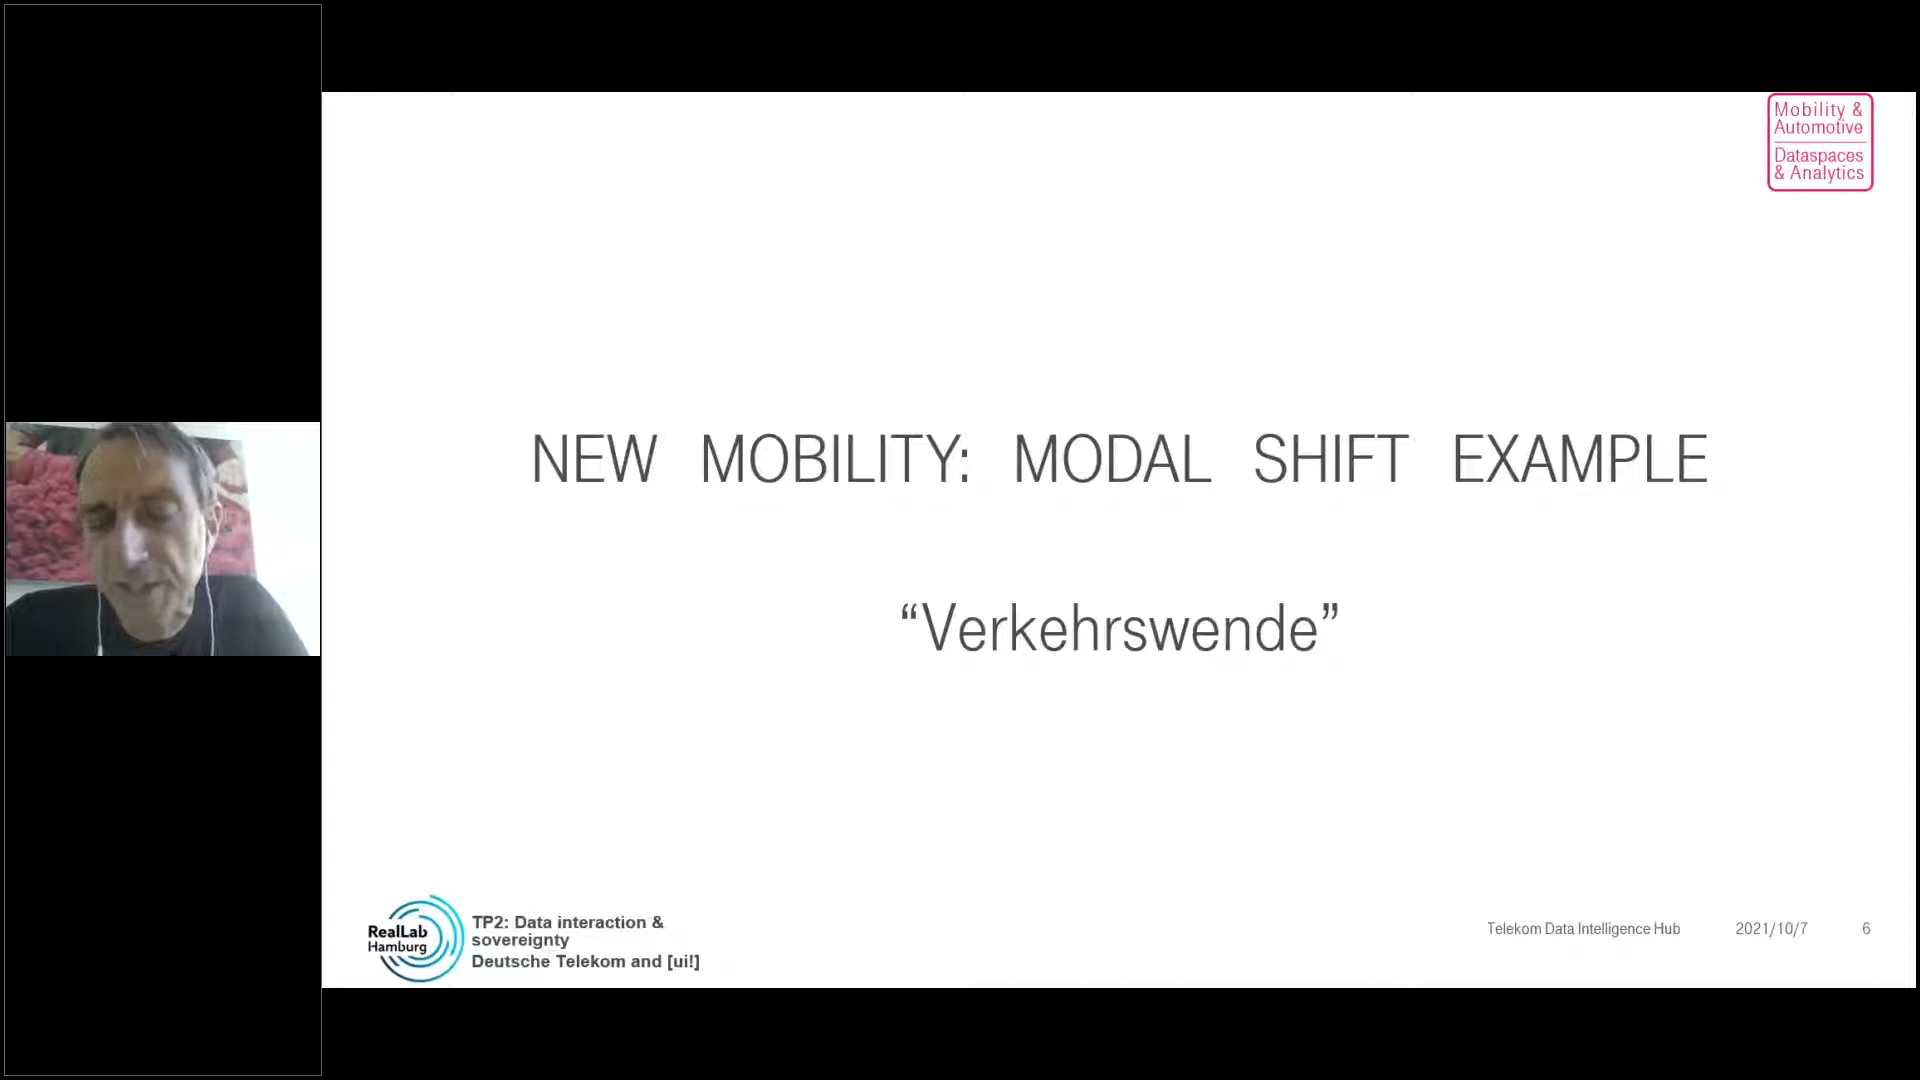 Mobility &
Automotive
Dataspaces
& Analytics
NEW MOBILITY: MODAL SHIFT EXAMPLE
“Verkehrswende”
RealLab
Hamburg
TP2: Data interaction &
sovereignty
Deutsche Telekom and [ui!]
Telekom Data Intelligence Hub 2021/10/7 6